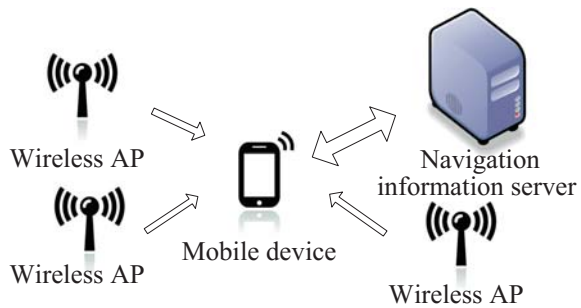 Wireless AP
Navigation
information server
Mobile device
Wireless AP
Wireless AP